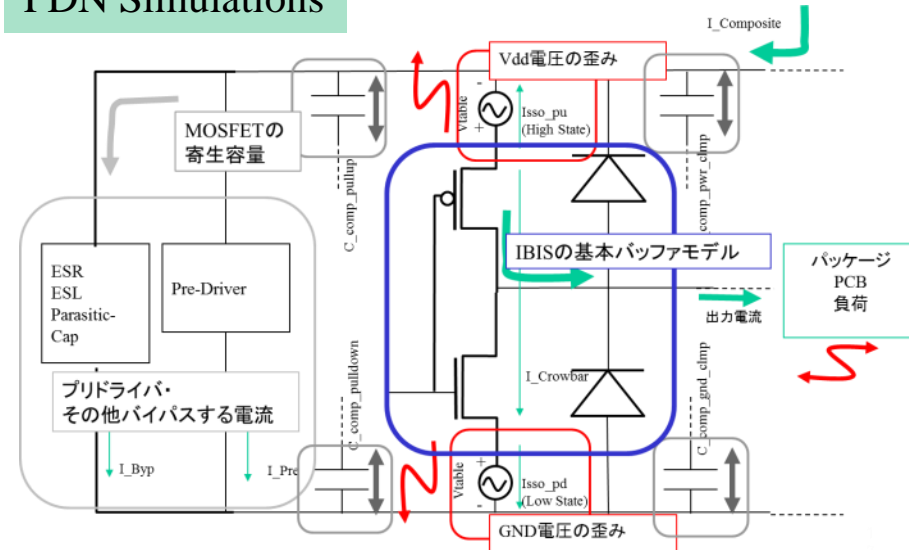 PDN Simulations
I_Composite
Vdd電圧の歪み
Vtable
-
+
Isso_pu
(High State)
MOSFETの
寄生容量
C_comp_pullup
C_comp_pwr_clmp
IBISの基本バッファモデル
ESR
ESL
Parasitic-
Cap
Pre-Driver
パッケージ
PCB
負荷
出力電流
I_Crowbar
C_comp_pulldown
C_comp_gnd_clmp
プリドライバ・
その他バイパスする電流
I_Byp
I_Pre
Vtable
+
-
Isso_pd
(Low State)
GND電圧の歪み